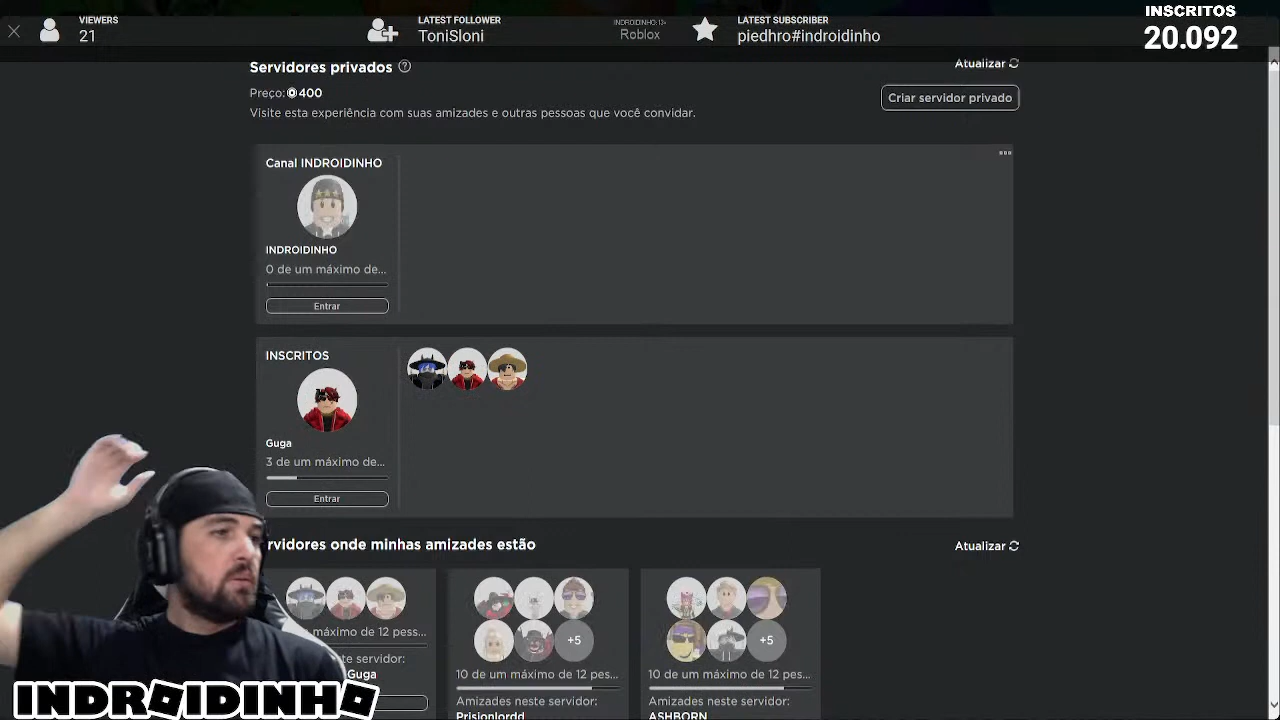 VIEWERS
21
LATEST FOLLOWER
ToniSloni
INDROIDINHO:13+
Roblox
LATEST SUBSCRIBER
piedhro#indroidinho
INSCRITOS
20.092
Servidores privados ?
Atualizar
Preço: 400
Criar servidor privado
Visite esta experiência com suas amizades e outras pessoas que você convidar.
Canal INDROIDINHO
INDROIDINHO
0 de um máximo de...
Entrar
INSCRITOS
Guga
3 de um máximo de...
Entrar
rvidores onde minhas amizades estão
Atualizar
+5
+5
máximo de 12 pess...
te servidor:
Guga
10 de um máximo de 12 pes...
Amizades neste servidor:
Prisionlordd
10 de um máximo de 12 pes...
Amizades neste servidor:
ASHBORN
INDROIDINHO